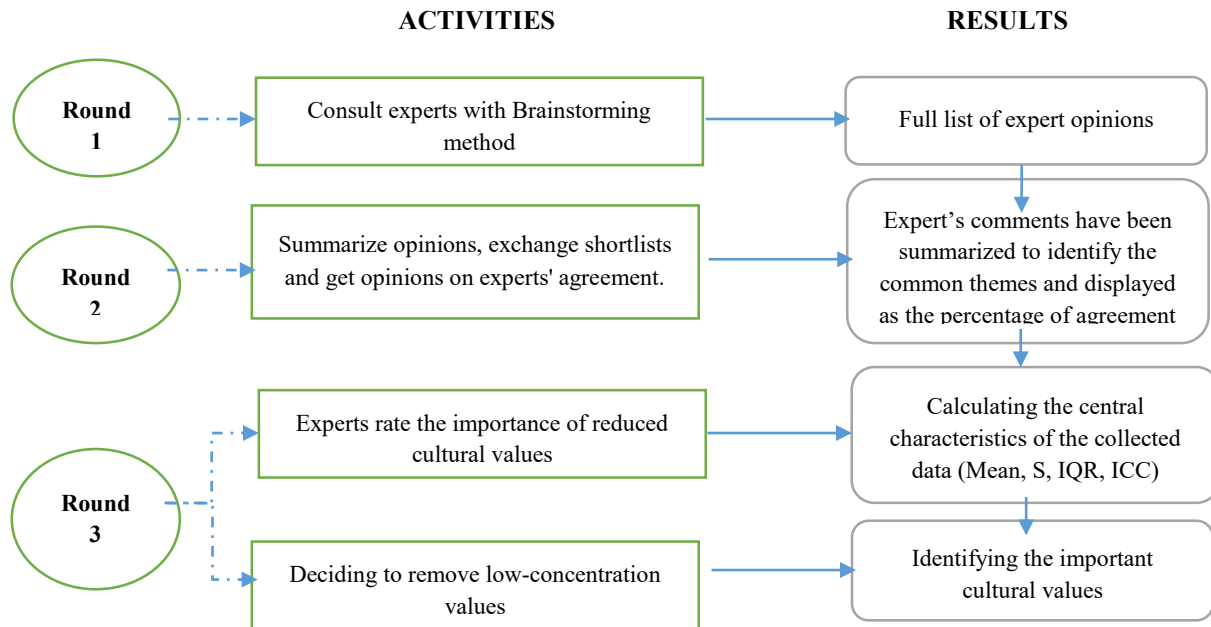 ACTIVITIES
RESULTS
Round
1
Consult experts with Brainstorming
method
Full list of expert opinions
Round
2
Summarize opinions, exchange shortlists
and get opinions on experts' agreement.
Expert’s comments have been
summarized to identify the
common themes and displayed
as the percentage of agreement
Round
3
Experts rate the importance of reduced
cultural values
Calculating the central
characteristics of the collected
data (Mean, S, IQR, ICC)
Deciding to remove low-concentration
values
Identifying the important
cultural values